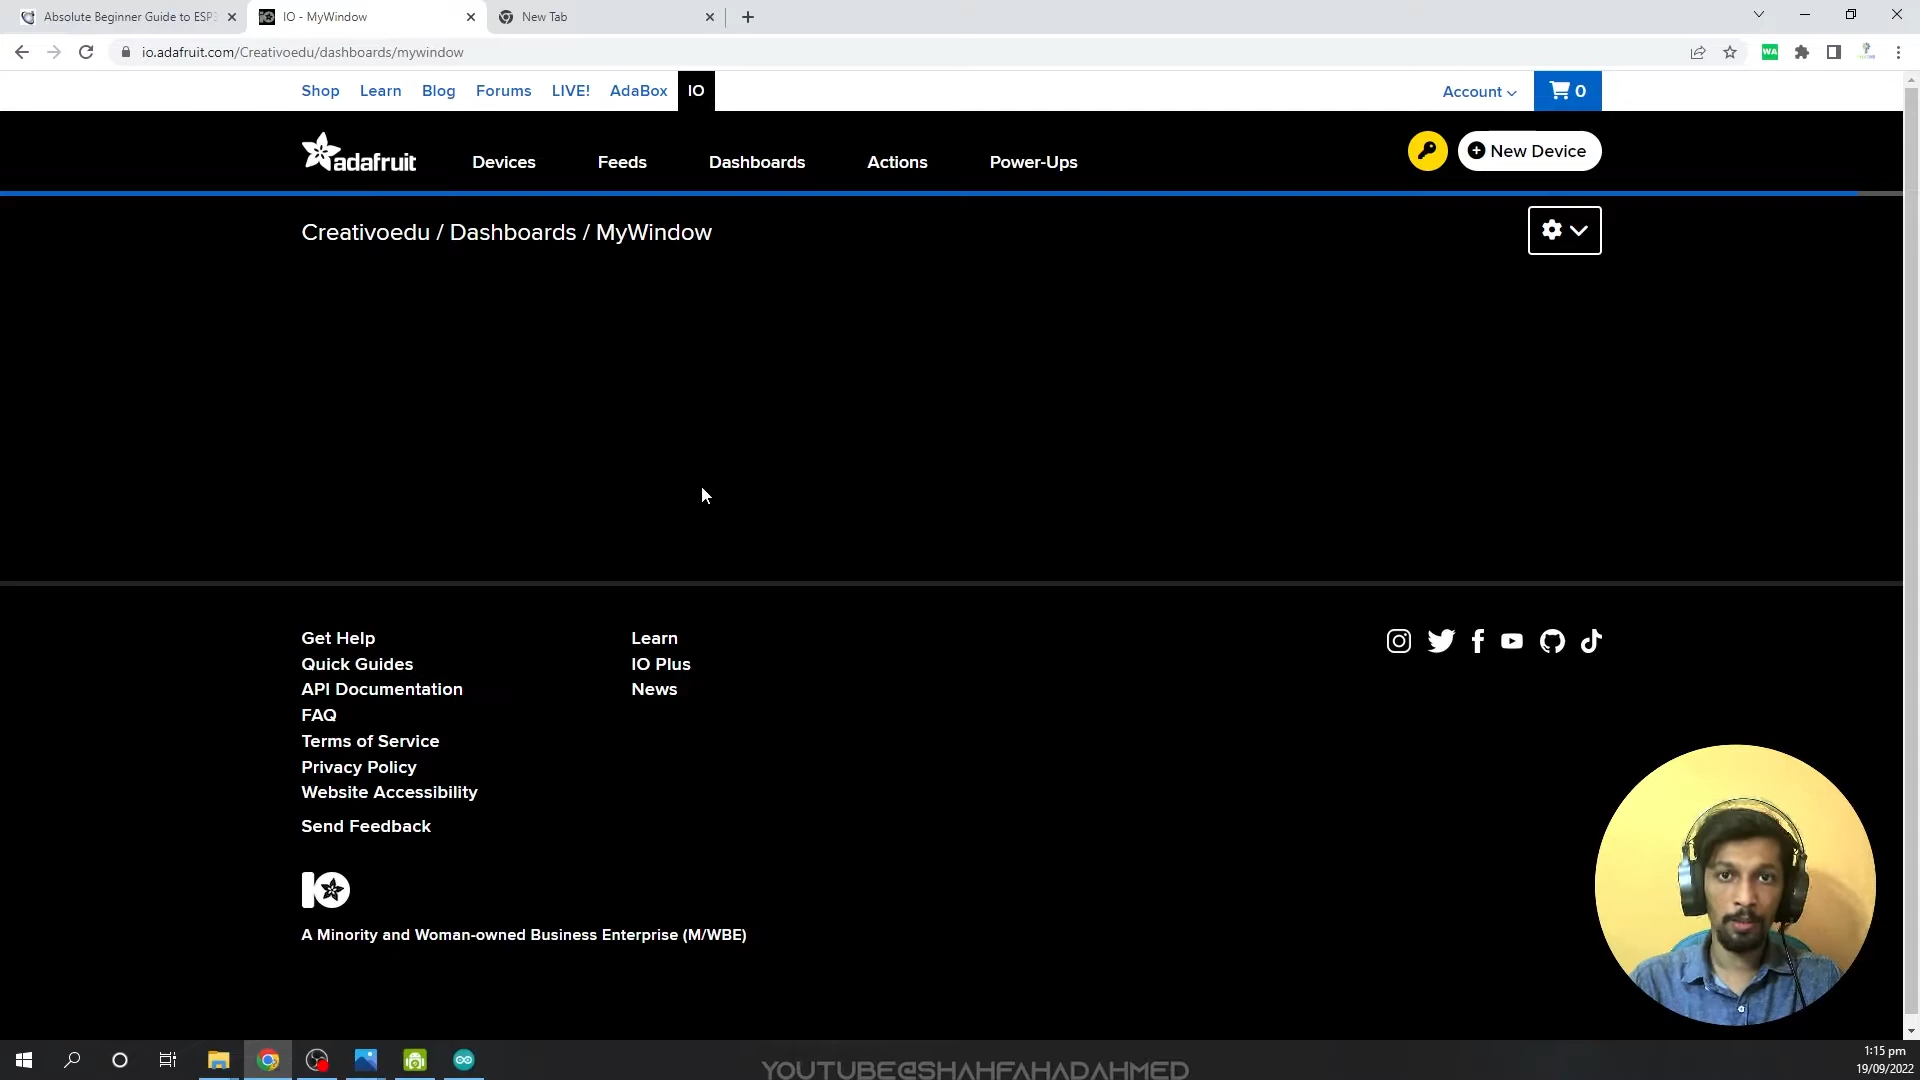 Absolute Beginner Guide to ESP3
IO - MyWindow
New Tab
io.adafruit.com/Creativoedu/dashboards/mywindow
WA
Shop Learn Blog Forums LIVE! AdaBox IO
Account
0
adafruit
Devices Feeds Dashboards Actions Power-Ups
New Device
Creativoedu / Dashboards / MyWindow
Get Help
Quick Guides
API Documentation
FAQ
Terms of Service
Privacy Policy
Website Accessibility
Send Feedback
Learn
IO Plus
News
IO
A Minority and Woman-owned Business Enterprise (M/WBE)
YOUTUBE@SHAHFAHADAHMED
1:15 pm
19/09/2022